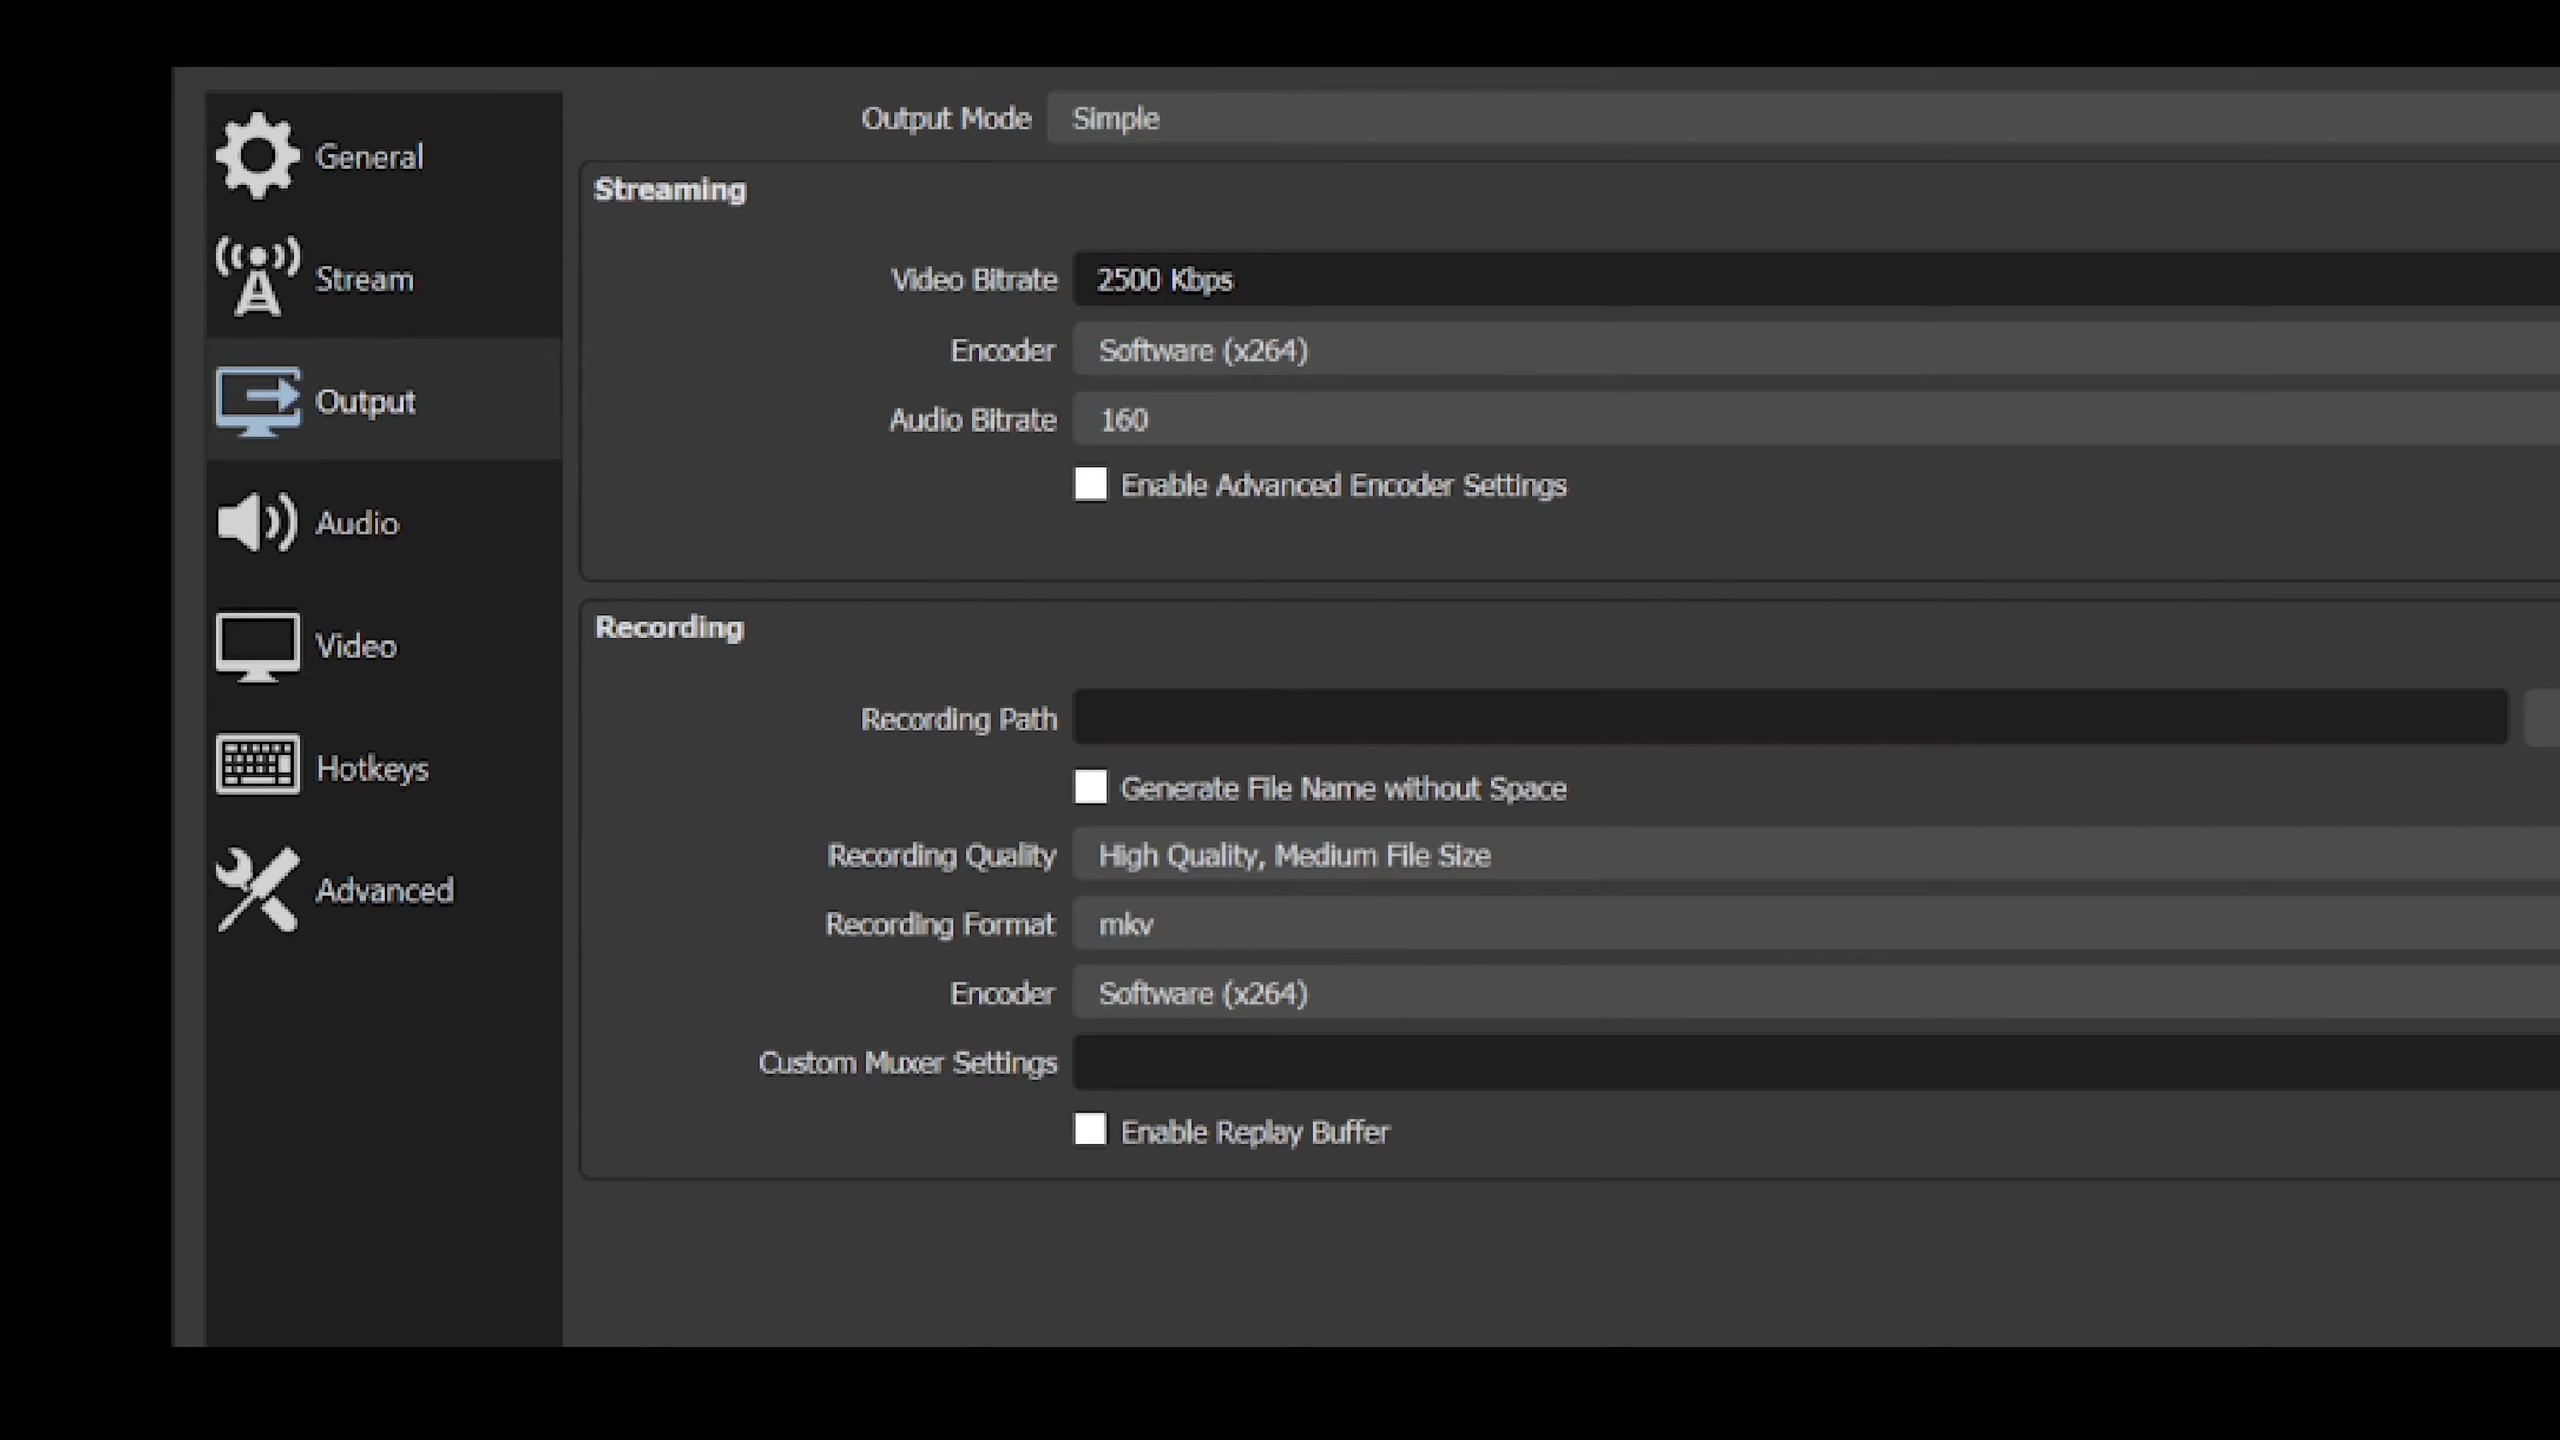 General
Stream
Output
Audio
Video
Hotkeys
Advanced
Output Mode Simple
Streaming
Video Bitrate 2500 Kbps
Encoder Software (x264)
Audio Bitrate 160
Enable Advanced Encoder Settings
Recording
Recording Path
Generate File Name without Space
Recording Quality High Quality, Medium File Size
Recording Format mkv
Encoder Software (x264)
Custom Muxer Settings
Enable Replay Buffer